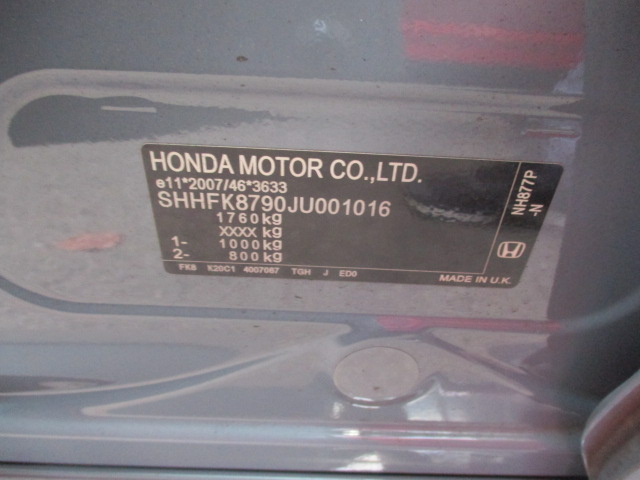 HONDA MOTOR CO.,LTD.
e11*2007/46*3633
SHHFK8790JU001016
1760kg
XXXX kg
1- 1000kg
2- 800kg
FK8 K20C1 4007087 TGH J ED0
NH877P
-N
MADE IN U.K.